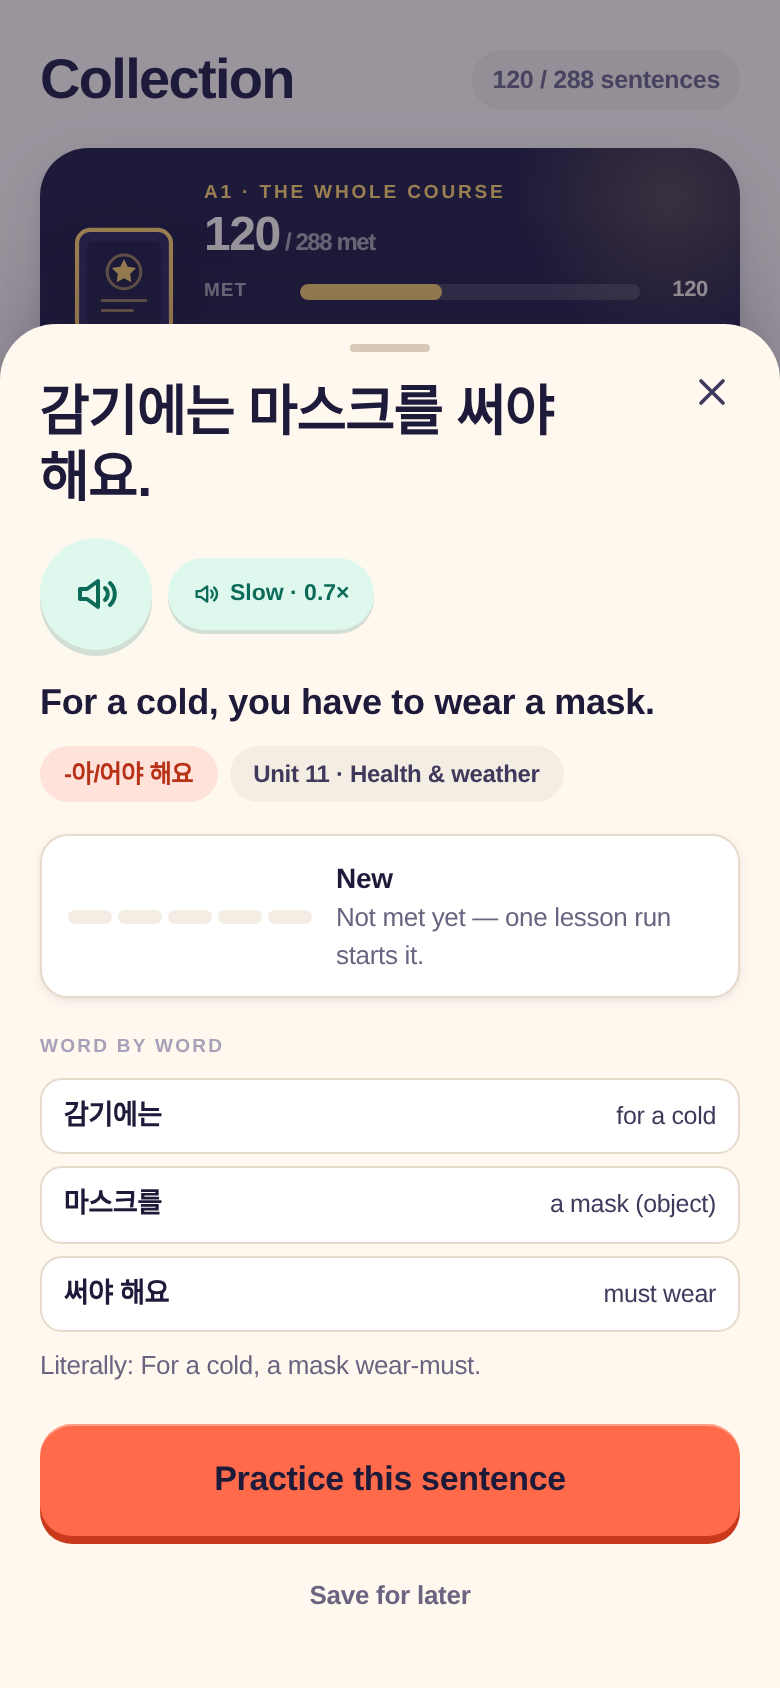 Collection
120 / 288 sentences
A1 · THE WHOLE COURSE
120 / 288 met
MET 120
감기에는 마스크를 써야
해요.
Slow · 0.7×
For a cold, you have to wear a mask.
-아/어야 해요
Unit 11 · Health & weather
New
Not met yet — one lesson run
starts it.
WORD BY WORD
감기에는 for a cold
마스크를 a mask (object)
써야 해요 must wear
Literally: For a cold, a mask wear-must.
Practice this sentence
Save for later